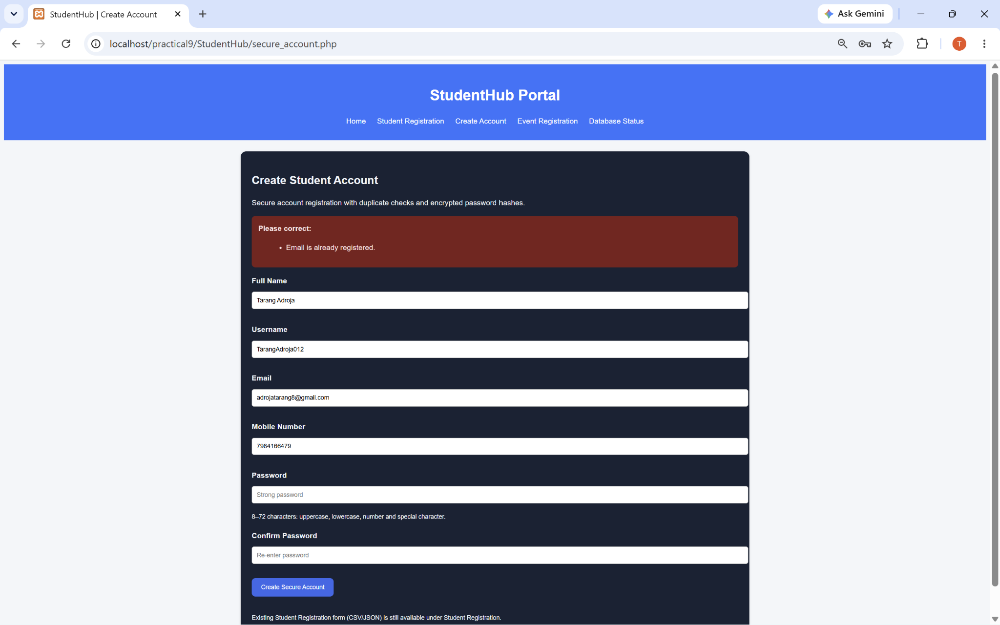 StudentHub | Create Account
Ask Gemini
localhost/practical9/StudentHub/secure_account.php
T
StudentHub Portal
Home Student Registration Create Account Event Registration Database Status
Create Student Account
Secure account registration with duplicate checks and encrypted password hashes.
Please correct:
• Email is already registered.
Full Name
Tarang Adroja
Username
TarangAdroja012
Email
adrojatarang8@gmail.com
Mobile Number
7984166479
Password
Strong password
8–72 characters: uppercase, lowercase, number and special character.
Confirm Password
Re-enter password
Create Secure Account
Existing Student Registration form (CSV/JSON) is still available under Student Registration.